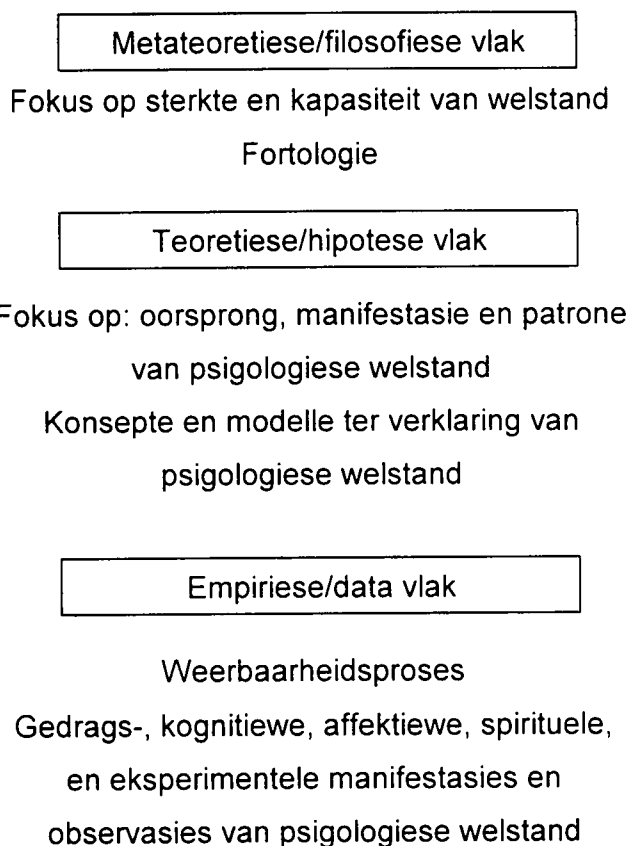 Metateoretiese/filosofiese vlak
Fokus op sterkte en kapasiteit van welstand
Fortologie
Teoretiese/hipotese vlak
Fokus op: oorsprong, manifestasie en patrone
van psigologiese welstand
Konsepte en modelle ter verklaring van
psigologiese welstand
Empiriese/data vlak
Weerbaarheidsproses
Gedrags-, kognitiewe, affektiewe, spirituele,
en eksperimentele manifestasies en
observasies van psigologiese welstand